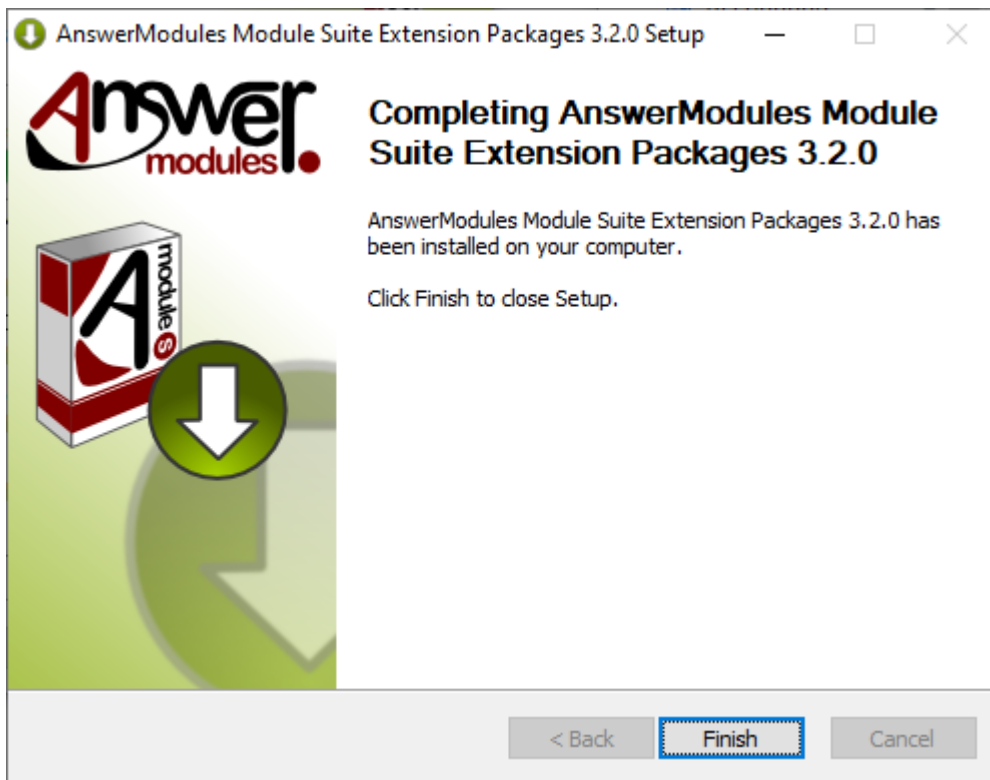 AnswerModules Module Suite Extension Packages 3.2.0 Setup
Answer
modules
Completing AnswerModules Module
Suite Extension Packages 3.2.0
AnswerModules Module Suite Extension Packages 3.2.0 has
been installed on your computer.
Click Finish to close Setup.
A
module s
< Back
Finish
Cancel